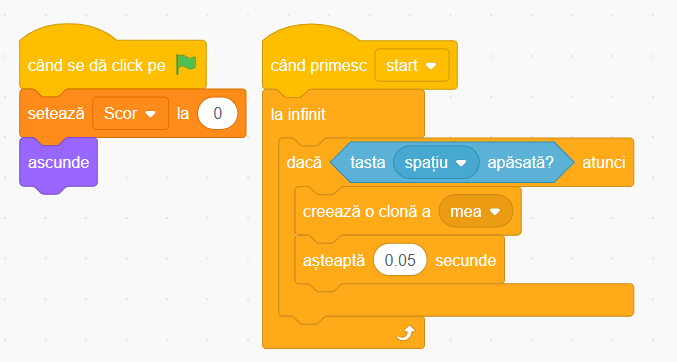 când se dă click pe
setează Scor la 0
ascunde
când primesc start
la infinit
dacă tasta spațiu apăsată? atunci
creează o clonă a mea
așteaptă 0.05 secunde